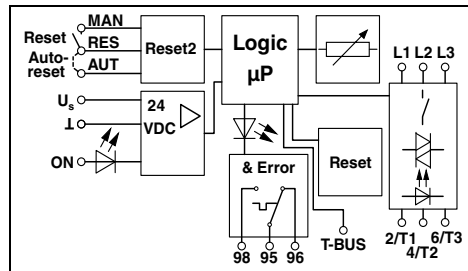 MAN
Reset
RES
Auto-
reset
AUT
Reset2
Logic
µP
L1 L2 L3
Us
⊥
24
VDC
ON
& Error
Reset
98 95 96
T-BUS
2/T1 6/T3
4/T2